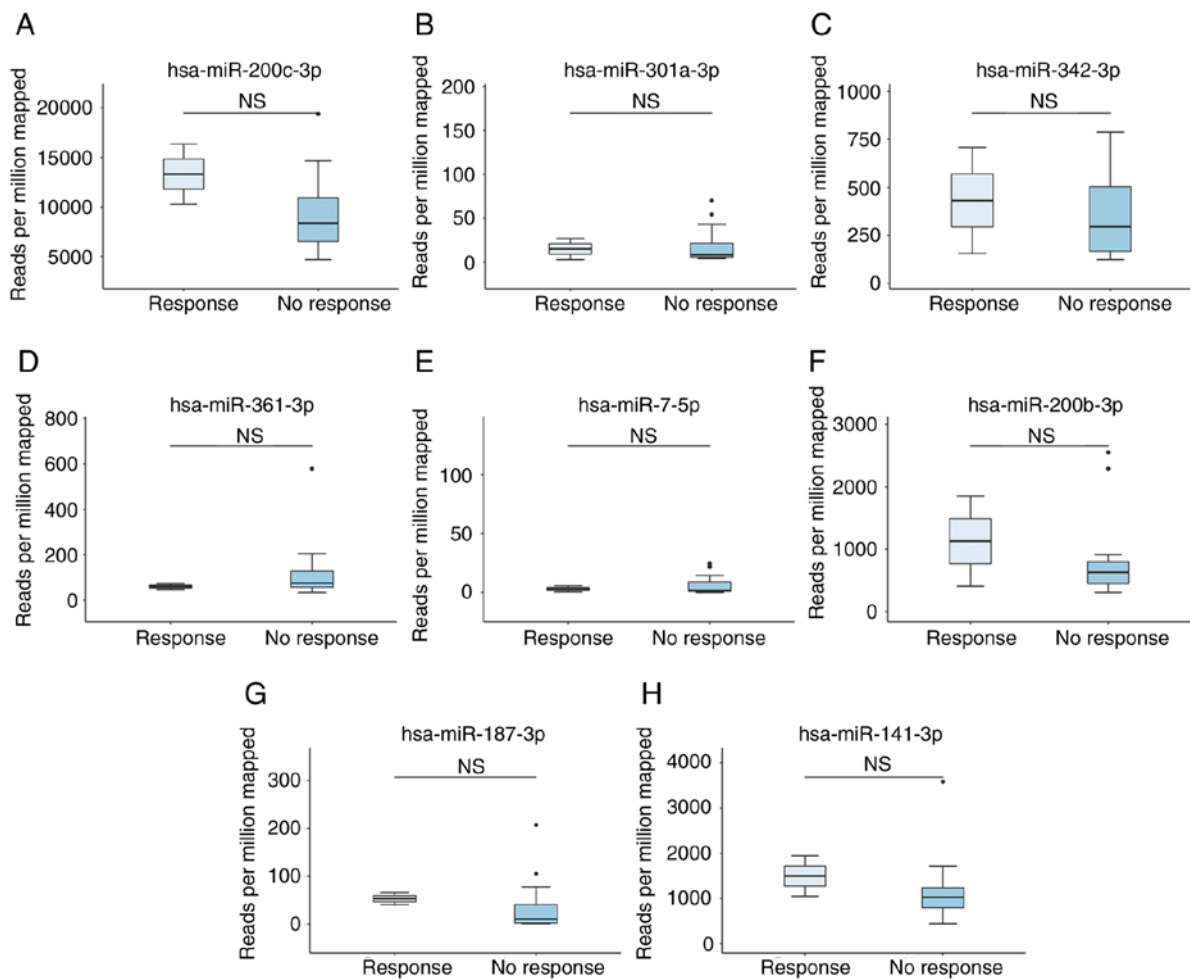 A
hsa-miR-200c-3p
NS
Reads per million mapped
20000
15000
10000
5000
Response
No response
B
hsa-miR-301a-3p
NS
Reads per million mapped
200
150
100
50
0
Response
No response
C
hsa-miR-342-3p
NS
Reads per million mapped
1000
750
500
250
0
Response
No response
D
hsa-miR-361-3p
NS
Reads per million mapped
800
600
400
200
0
Response
No response
E
hsa-miR-7-5p
NS
Reads per million mapped
100
50
0
Response
No response
F
hsa-miR-200b-3p
NS
Reads per million mapped
3000
2000
1000
0
Response
No response
G
hsa-miR-187-3p
NS
Reads per million mapped
300
200
100
0
Response
No response
H
hsa-miR-141-3p
NS
Reads per million mapped
4000
3000
2000
1000
0
Response
No response